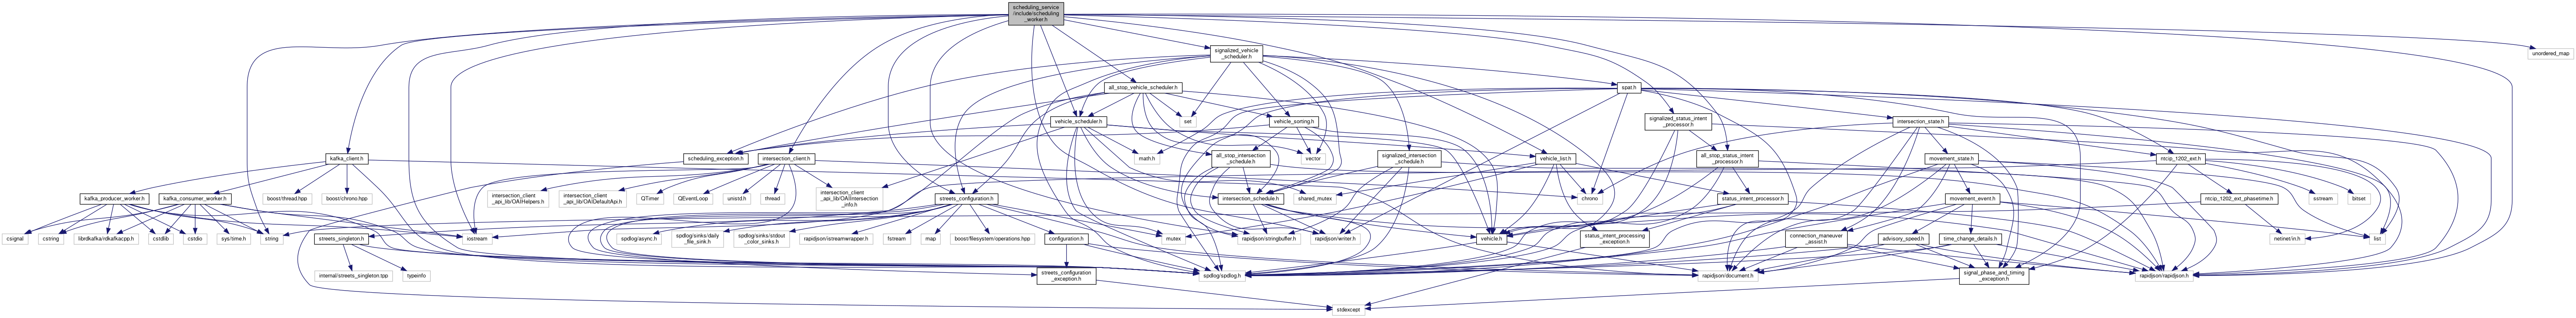 scheduling_service
/include/scheduling
_worker.h
unordered_map
signalized_vehicle
_scheduler.h
all_stop_vehicle_scheduler.h
spat.h
set
vehicle_scheduler.h
vehicle_sorting.h
signalized_status_intent
_processor.h
intersection_state.h
kafka_client.h
scheduling_exception.h
intersection_client.h
math.h
all_stop_intersection
_schedule.h
vector
signalized_intersection
_schedule.h
vehicle_list.h
all_stop_status_intent
_processor.h
movement_state.h
ntcip_1202_ext.h
kafka_producer_worker.h
kafka_consumer_worker.h
boost/thread.hpp
boost/chrono.hpp
intersection_client
_api_lib/OAIHelpers.h
intersection_client
_api_lib/OAIDefaultApi.h
QTimer
QEventLoop
unistd.h
thread
intersection_client
_api_lib/OAIIntersection
_info.h
streets_configuration.h
intersection_schedule.h
shared_mutex
chrono
status_intent_processor.h
movement_event.h
ntcip_1202_ext_phasetime.h
sstream
bitset
csignal
cstring
librdkafka/rdkafkacpp.h
cstdlib
cstdio
sys/time.h
string
streets_singleton.h
iostream
spdlog/async.h
spdlog/sinks/daily
_file_sink.h
spdlog/sinks/stdout
_color_sinks.h
rapidjson/istreamwrapper.h
fstream
map
boost/filesystem/operations.hpp
configuration.h
mutex
rapidjson/stringbuffer.h
rapidjson/writer.h
vehicle.h
status_intent_processing
_exception.h
connection_maneuver
_assist.h
advisory_speed.h
time_change_details.h
netinet/in.h
list
internal/streets_singleton.tpp
typeinfo
streets_configuration
_exception.h
spdlog/spdlog.h
rapidjson/document.h
signal_phase_and_timing
_exception.h
rapidjson/rapidjson.h
stdexcept